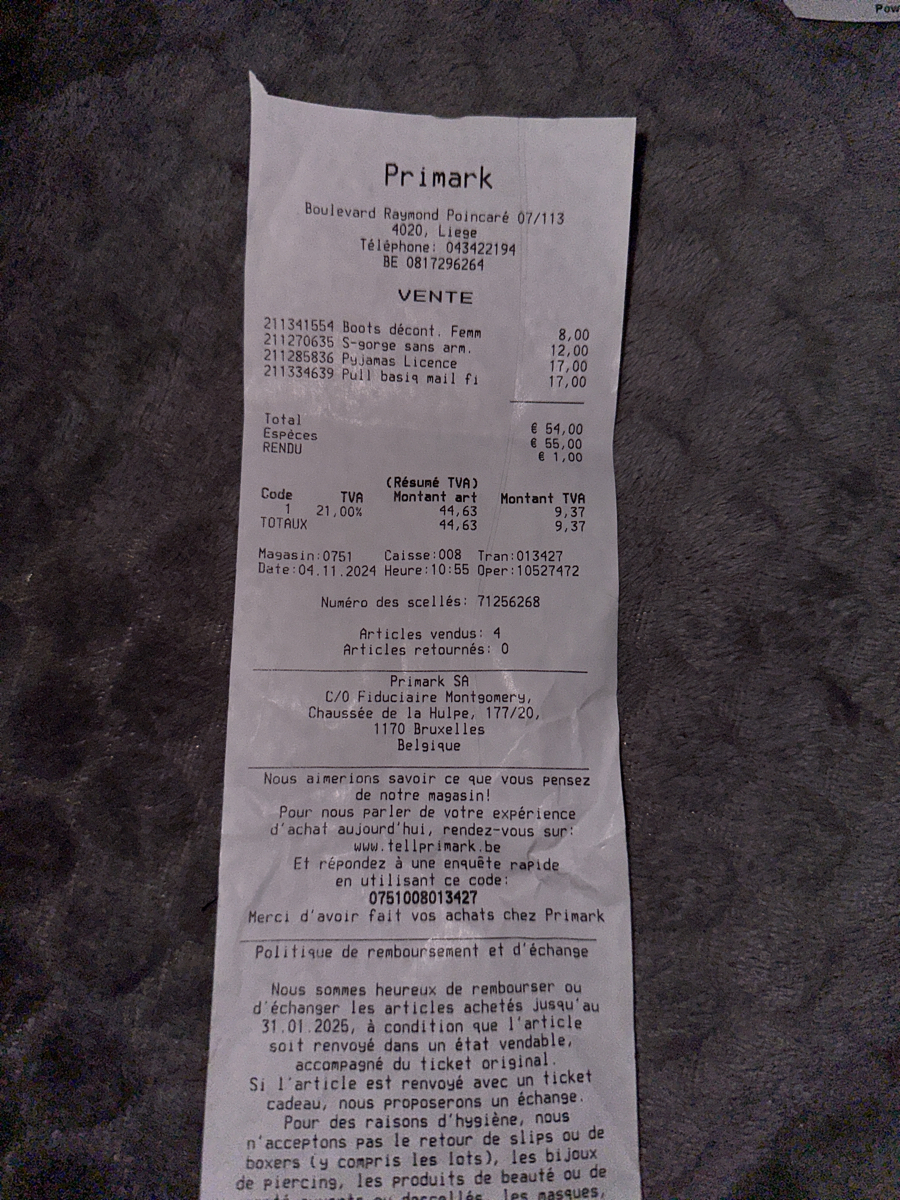 Pow
Primark
Boulevard Raymond Poincaré 07/113
4020, Liege
Téléphone: 043422194
BE 0817296264
VENTE
211341554 Boots décont. Femm 8,00
211270635 S-gorge sans arm. 12,00
211285836 Pyjamas Licence 17,00
211334639 Pull basiq mail fi 17,00
Total € 54,00
Espèces € 55,00
RENDU € 1,00
(Résumé TVA)
Code TVA Montant art Montant TVA
1 21,00% 44,63 9,37
TOTAUX 44,63 9,37
Magasin:0751 Caisse:008 Tran:013427
Date:04.11.2024 Heure:10:55 Oper:10527472
Numéro des scellés: 71256268
Articles vendus: 4
Articles retournés: 0
Primark SA
C/O Fiduciaire Montgomery,
Chaussée de la Hulpe, 177/20,
1170 Bruxelles
Belgique
Nous aimerions savoir ce que vous pensez
de notre magasin!
Pour nous parler de votre expérience
d'achat aujourd'hui, rendez-vous sur:
www.tellprimark.be
Et répondez à une enquête rapide
en utilisant ce code:
0751008013427
Merci d'avoir fait vos achats chez Primark
Politique de remboursement et d'échange
Nous sommes heureux de rembourser ou
d'échanger les articles achetés jusqu'au
31.01.2025, à condition que l'article
soit renvoyé dans un état vendable,
accompagné du ticket original.
Si l'article est renvoyé avec un ticket
cadeau, nous proposerons un échange.
Pour des raisons d'hygiène, nous
n'acceptons pas le retour de slips ou de
boxers (y compris les lots), les bijoux
de piercing, les produits de beauté ou de
les masques,